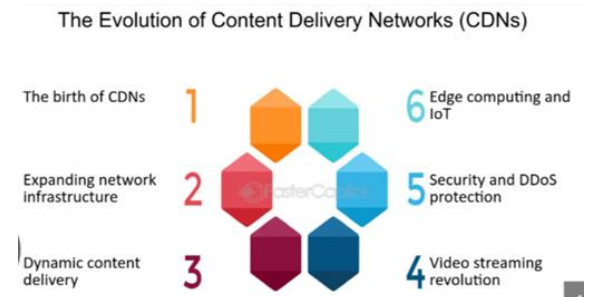 The Evolution of Content Delivery Networks (CDNs)
The birth of CDNs
1
Expanding network
infrastructure
2
Dynamic content
delivery
3
4
Video streaming
revolution
5
Security and DDoS
protection
6
Edge computing and
IoT
FasterCapital